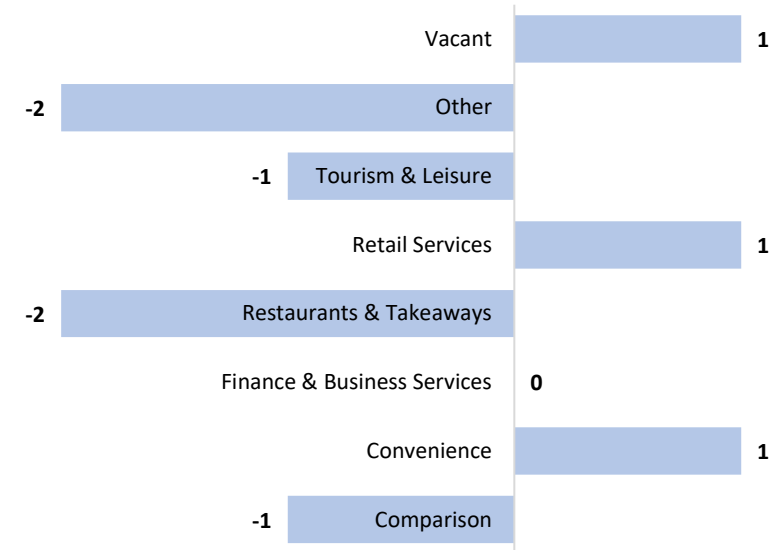 Vacant 1
-2 Other
-1 Tourism & Leisure
Retail Services 1
-2 Restaurants & Takeaways
Finance & Business Services 0
Convenience 1
-1 Comparison